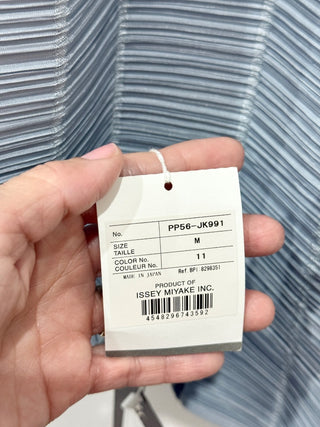 No. PP56-JK991
SIZE
TAILLE M
COLOR No.
COULEUR No. 11
MADE IN JAPAN Ref.BPI:8298351
PRODUCT OF
ISSEY MIYAKE INC.
4548296743592